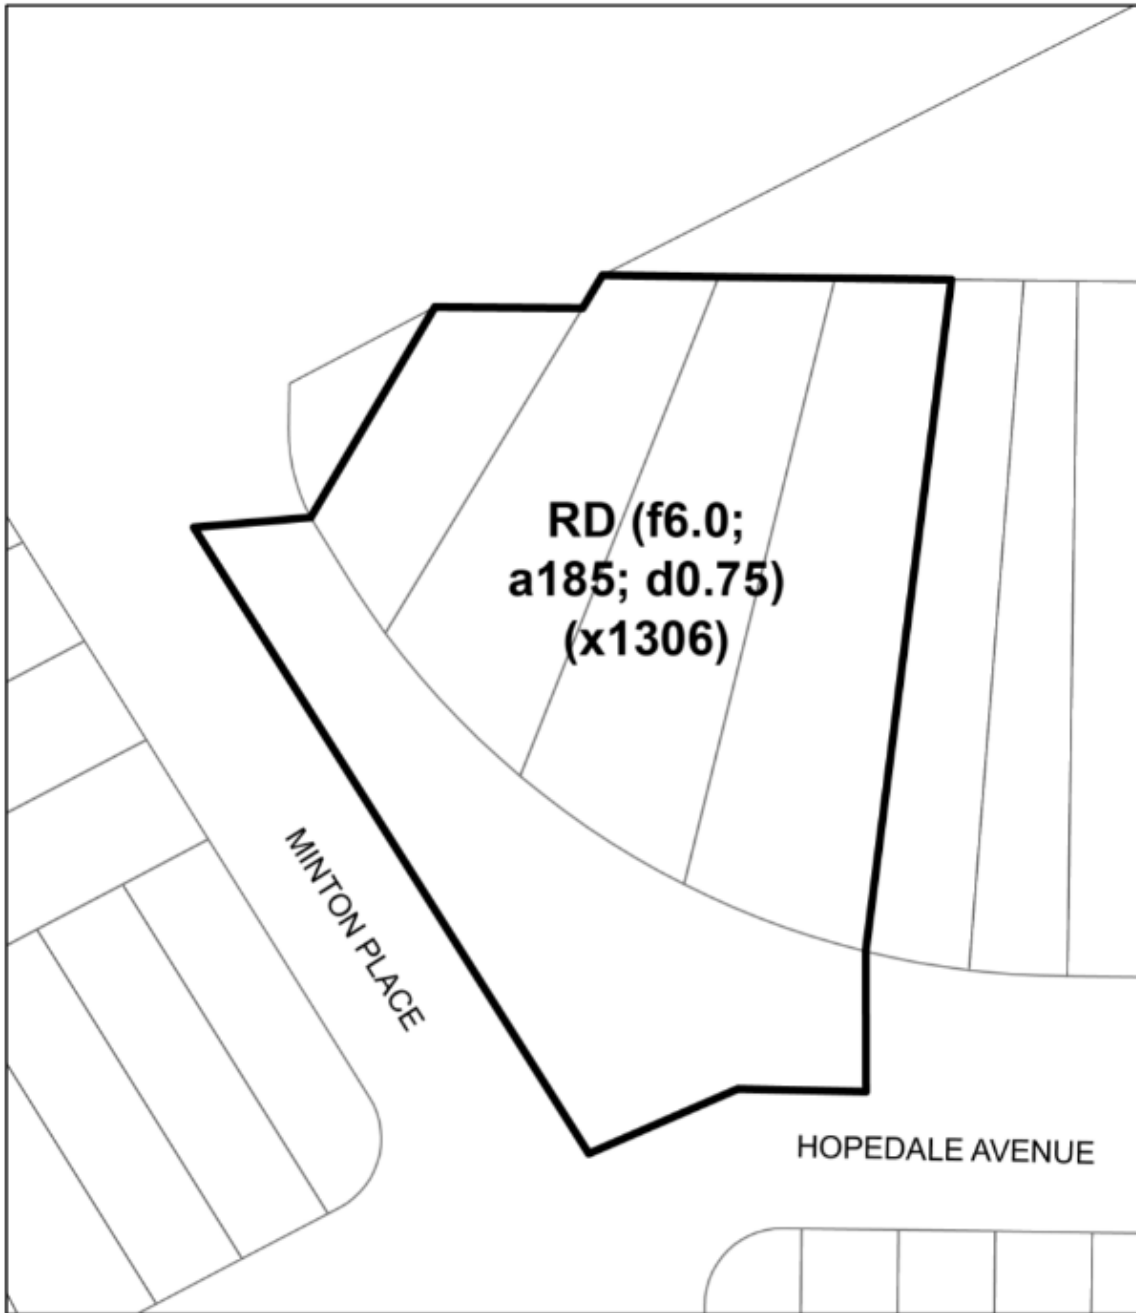 RD (f6.0;
a185; d0.75)
(x1306)
MINTON PLACE
HOPEDALE AVENUE